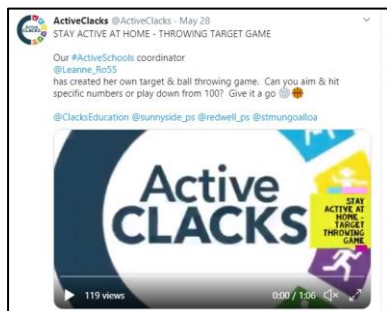 ActiveClacks @ActiveClacks · May 28
STAY ACTIVE AT HOME - THROWING TARGET GAME
Our #ActiveSchools coordinator
@Leanne_Ro55
has created her own target & ball throwing game. Can you aim & hit
specific numbers or play down from 100? Give it a go
@ClacksEducation @sunnyside_ps @redwell_ps @stmungoalloa
Active
CLACKS
STAY
ACTIVE AT
HOME -
TARGET
THROWING
GAME
119 views
0:00 / 1:06